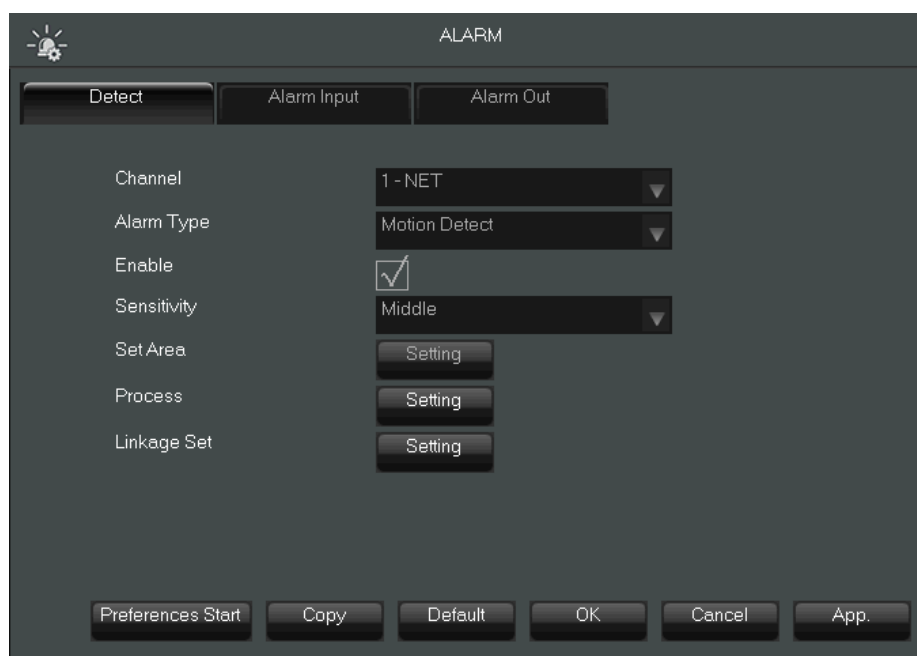 ALARM
Detect Alarm Input Alarm Out
Channel 1 - NET
Alarm Type Motion Detect
Enable
Sensitivity Middle
Set Area Setting
Process Setting
Linkage Set Setting
Preferences Start Copy Default OK Cancel App.